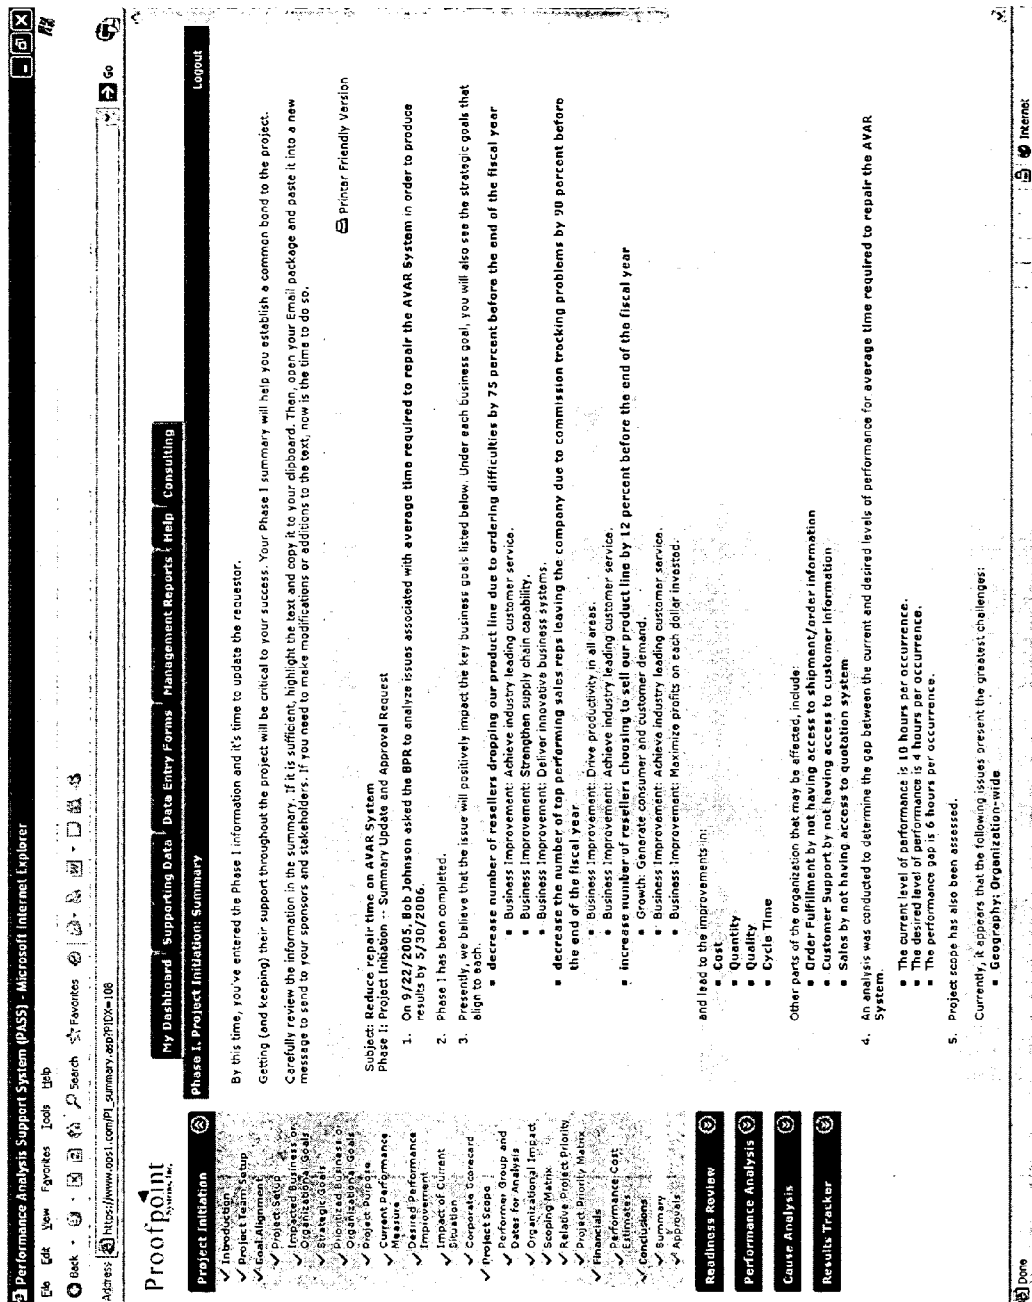 Performance Analysis Support System (PASS) - Microsoft Internet Explorer
File Edit View Favorites Tools Help
Back Search Favorites
Address https://www.opsi.com/PI_summary.asp?PIDX=108 Go
Proofpoint
Systems, Inc.
My Dashboard Supporting Data Data Entry Forms Management Reports Help Consulting
Project Initiation
✓ Introduction
✓ Project Team Setup
✓ Goal Alignment
✓ Project Setup
✓ Impacted Business or
Organizational Goals
✓ Strategic Goals
✓ Prioritized Business or
Organizational Goals
✓ Project Purpose
✓ Current Performance
Measure
✓ Desired Performance
Improvement
✓ Impact of Current
Situation
✓ Corporate Scorecard
✓ Project Scope
✓ Performer Group and
Dates for Analysis
✓ Organizational Impact
✓ Scoping Matrix
✓ Relative Project Priority
✓ Project Priority Matrix
✓ Financials
✓ Performance-Cost
Estimates
✓ Conclusions
✓ Summary
✓ Approvals
Readiness Review
Performance Analysis
Cause Analysis
Results Tracker
Phase I. Project Initiation: Summary Logout
By this time, you've entered the Phase I information and it's time to update the requestor.
Getting (and keeping) their support throughout the project will be critical to your success. Your Phase I summary will help you establish a common bond to the project.
Carefully review the information in the summary. If it is sufficient, highlight the text and copy it to your clipboard. Then, open your Email package and paste it into a new
message to send to your sponsors and stakeholders. If you need to make modifications or additions to the text, now is the time to do so.
Printer Friendly Version
Subject: Reduce repair time on AVAR System
Phase I: Project Initiation -- Summary Update and Approval Request
1. On 9/22/2005, Bob Johnson asked the BPR to analyze issues associated with average time required to repair the AVAR System in order to produce
results by 5/30/2006.
2. Phase I has been completed.
3. Presently, we believe that the issue will positively impact the key business goals listed below. Under each business goal, you will also see the strategic goals that
align to each.
▪ decrease number of resellers dropping our product line due to ordering difficulties by 75 percent before the end of the fiscal year
▪ Business Improvement: Achieve industry leading customer service.
▪ Business Improvement: Strengthen supply chain capability.
▪ Business Improvement: Deliver innovative business systems.
▪ decrease the number of top performing sales reps leaving the company due to commission tracking problems by 90 percent before
the end of the fiscal year
▪ Business Improvement: Drive productivity in all areas.
▪ Business Improvement: Achieve industry leading customer service.
▪ increase number of resellers choosing to sell our product line by 12 percent before the end of the fiscal year
▪ Growth: Generate consumer and customer demand.
▪ Business Improvement: Achieve industry leading customer service.
▪ Business Improvement: Maximize profits on each dollar invested.
and lead to the improvements in:
▪ Cost
▪ Quantity
▪ Quality
▪ Cycle Time
Other parts of the organization that may be affected, include:
▪ Order Fulfillment by not having access to shipment/order information
▪ Customer Support by not having access to customer information
▪ Sales by not having access to quotation system
4. An analysis was conducted to determine the gap between the current and desired levels of performance for average time required to repair the AVAR
System.
▪ The current level of performance is 10 hours per occurrence.
▪ The desired level of performance is 4 hours per occurrence.
▪ The performance gap is 6 hours per occurrence.
5. Project scope has also been assessed.
Currently, it appears that the following issues present the greatest challenges:
▪ Geography: Organization-wide
Done Internet